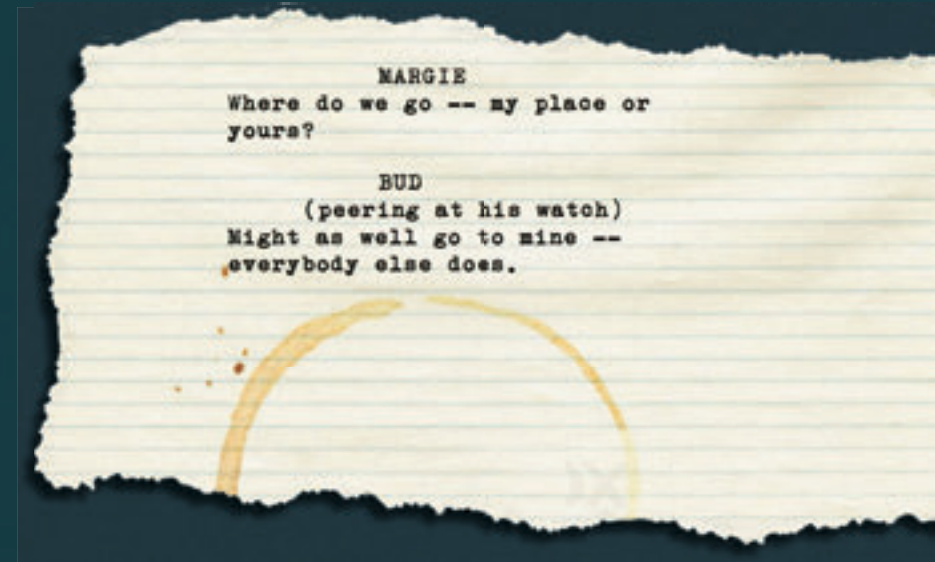 MARGIE
Where do we go -- my place or
yours?
BUD
(peering at his watch)
Might as well go to mine --
everybody else does.